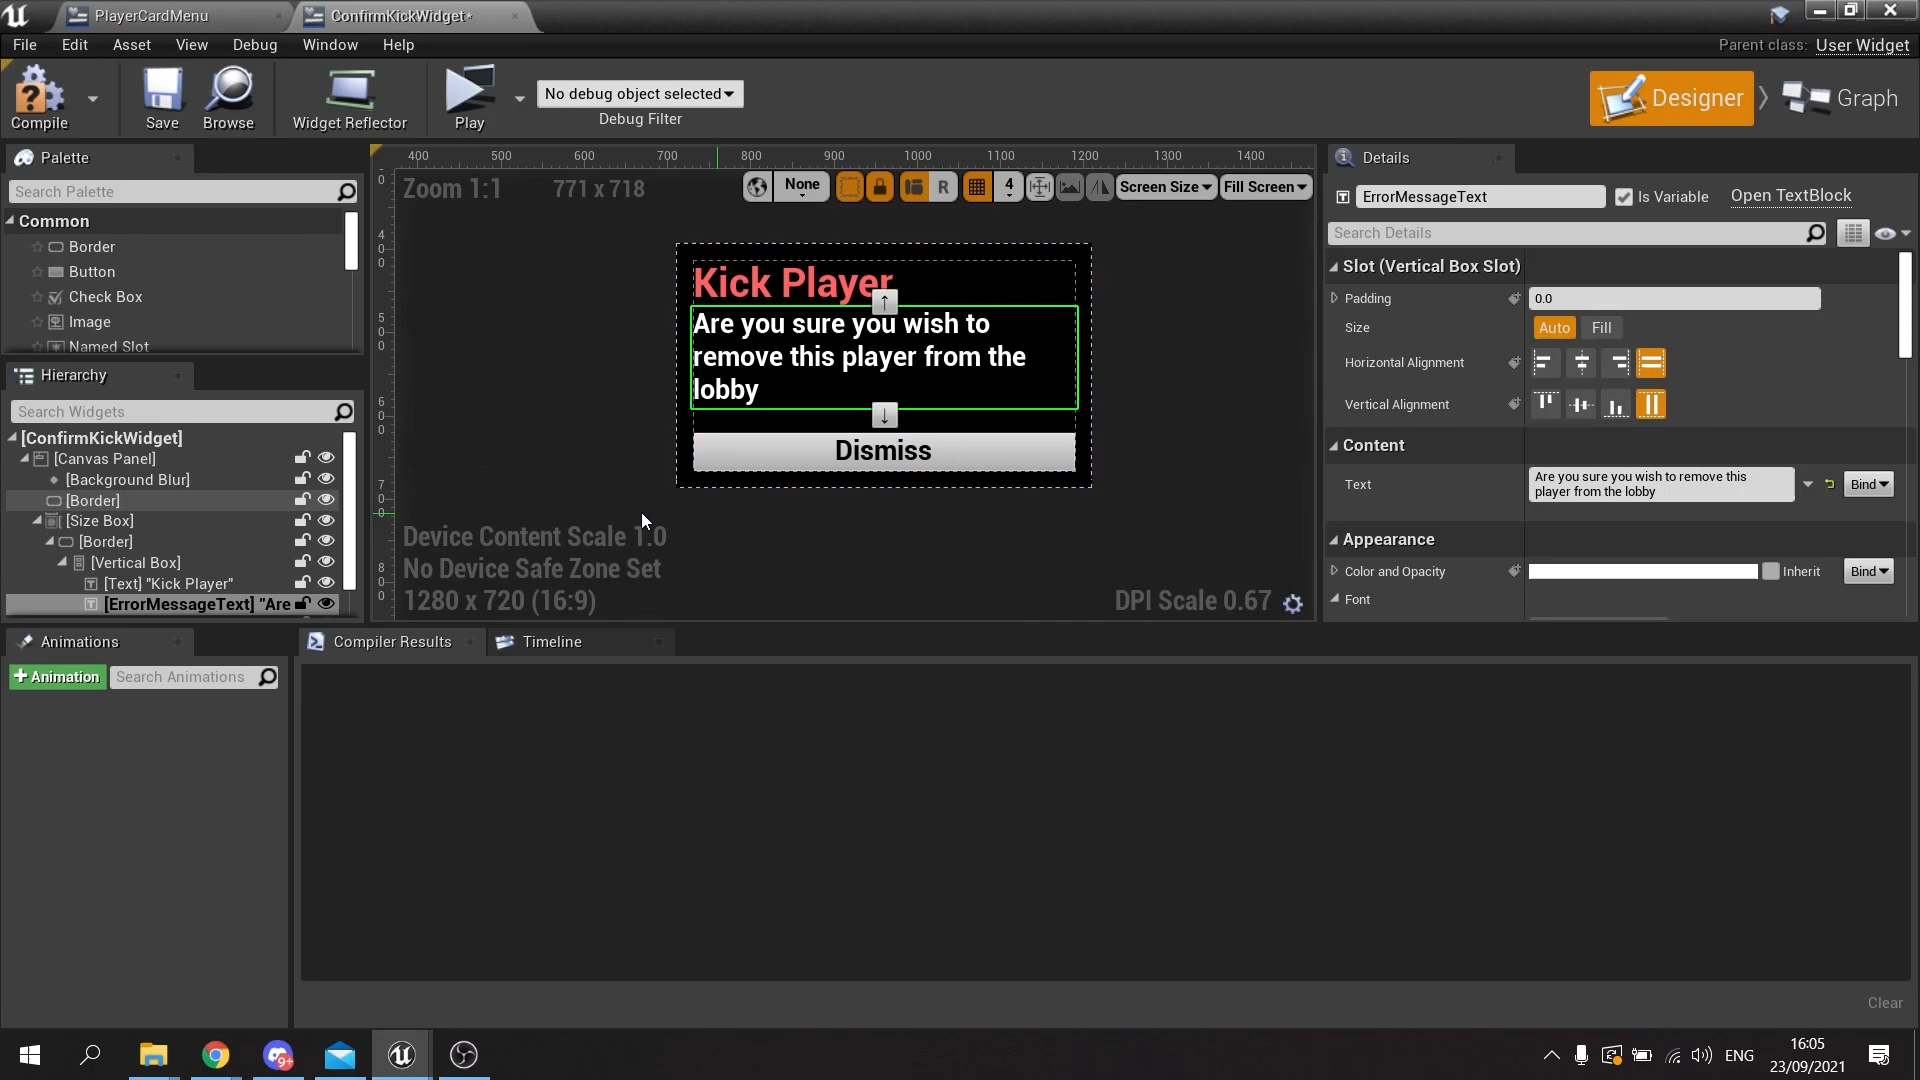 PlayerCardMenu
ConfirmKickWidget*
File Edit Asset View Debug Window Help
Parent class: User Widget
Compile
Save
Browse
Widget Reflector
Play
No debug object selected
Debug Filter
Designer
Graph
Palette
Search Palette
Common
Border
Button
Check Box
Image
Named Slot
Hierarchy
Search Widgets
[ConfirmKickWidget]
[Canvas Panel]
[Background Blur]
[Border]
[Size Box]
[Border]
[Vertical Box]
[Text] "Kick Player"
[ErrorMessageText] "Are
400 500 600 700 800 900 1000 1100 1200 1300 1400
Zoom 1:1
771 x 718
None
R
4
Screen Size
Fill Screen
Kick Player
Are you sure you wish to
remove this player from the
lobby
Dismiss
Device Content Scale 1.0
No Device Safe Zone Set
1280 x 720 (16:9)
DPI Scale 0.67
Details
ErrorMessageText
Is Variable
Open TextBlock
Search Details
Slot (Vertical Box Slot)
Padding
0.0
Size
Auto
Fill
Horizontal Alignment
Vertical Alignment
Content
Text
Are you sure you wish to remove this
player from the lobby
Bind
Appearance
Color and Opacity
Inherit
Bind
Font
Animations
+ Animation
Search Animations
Compiler Results
Timeline
Clear
9+
ENG
16:05
23/09/2021